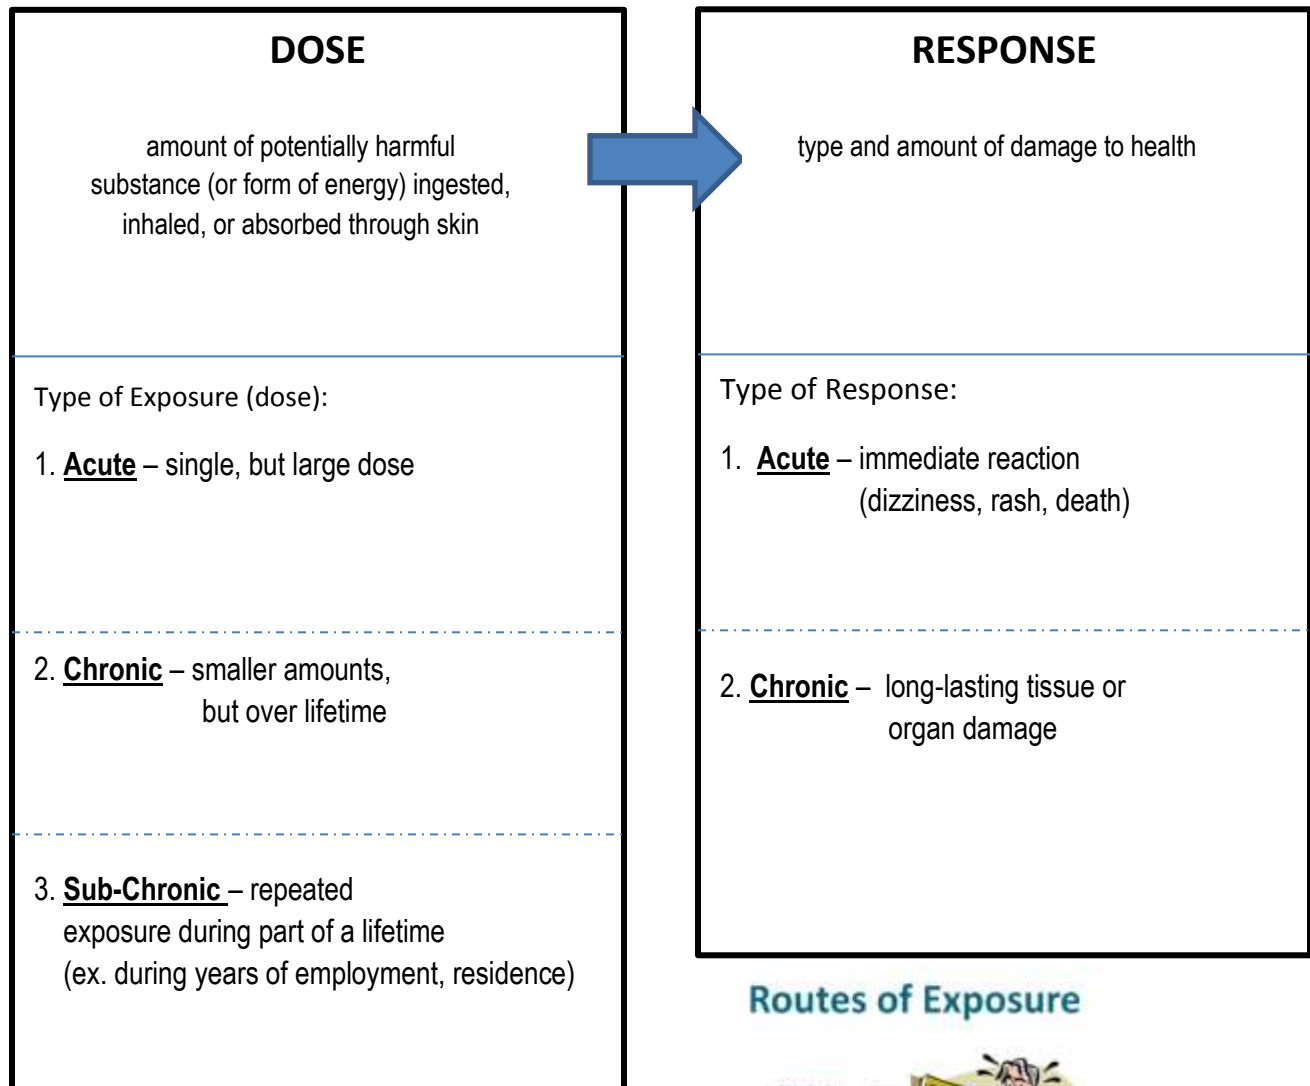 DOSE
amount of potentially harmful
substance (or form of energy) ingested,
inhaled, or absorbed through skin
Type of Exposure (dose):
1. Acute – single, but large dose
2. Chronic – smaller amounts,
but over lifetime
3. Sub-Chronic – repeated
exposure during part of a lifetime
(ex. during years of employment, residence)
RESPONSE
type and amount of damage to health
Type of Response:
1. Acute – immediate reaction
(dizziness, rash, death)
2. Chronic – long-lasting tissue or
organ damage
Routes of Exposure